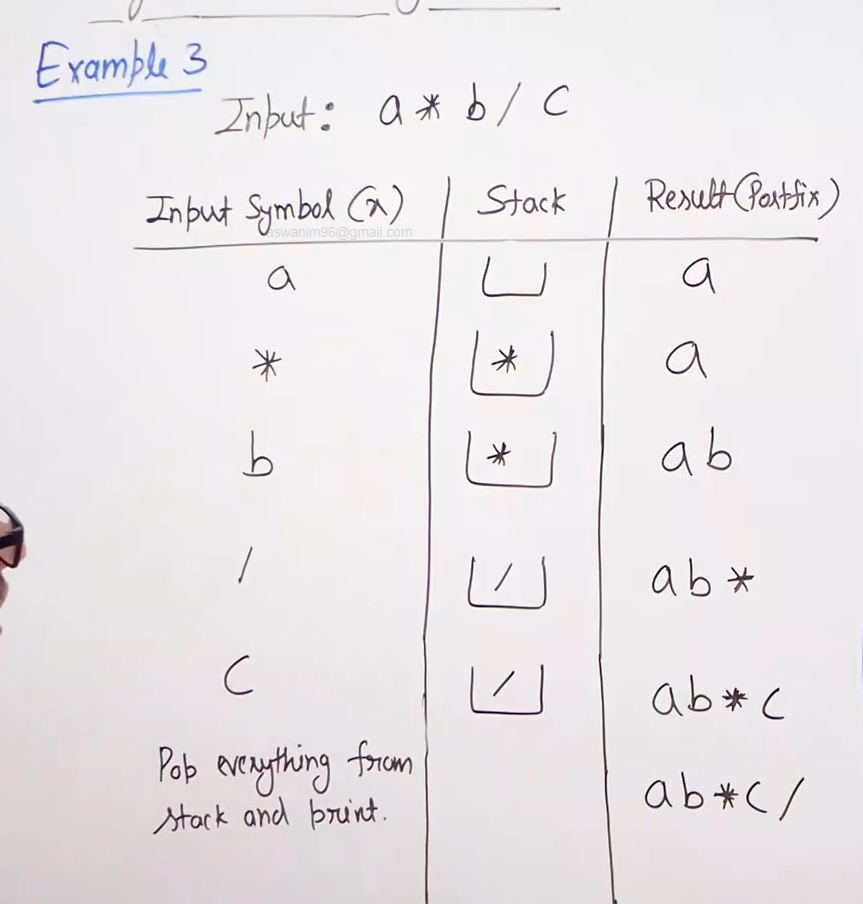 Example 3
Input: a * b / c
Input Symbol (x) Stack Result (Postfix)
aswanim96@gmail.com
a a
* * a
b * ab
/ / ab*
c / ab*c
Pop everything from
stack and print.
ab*c/